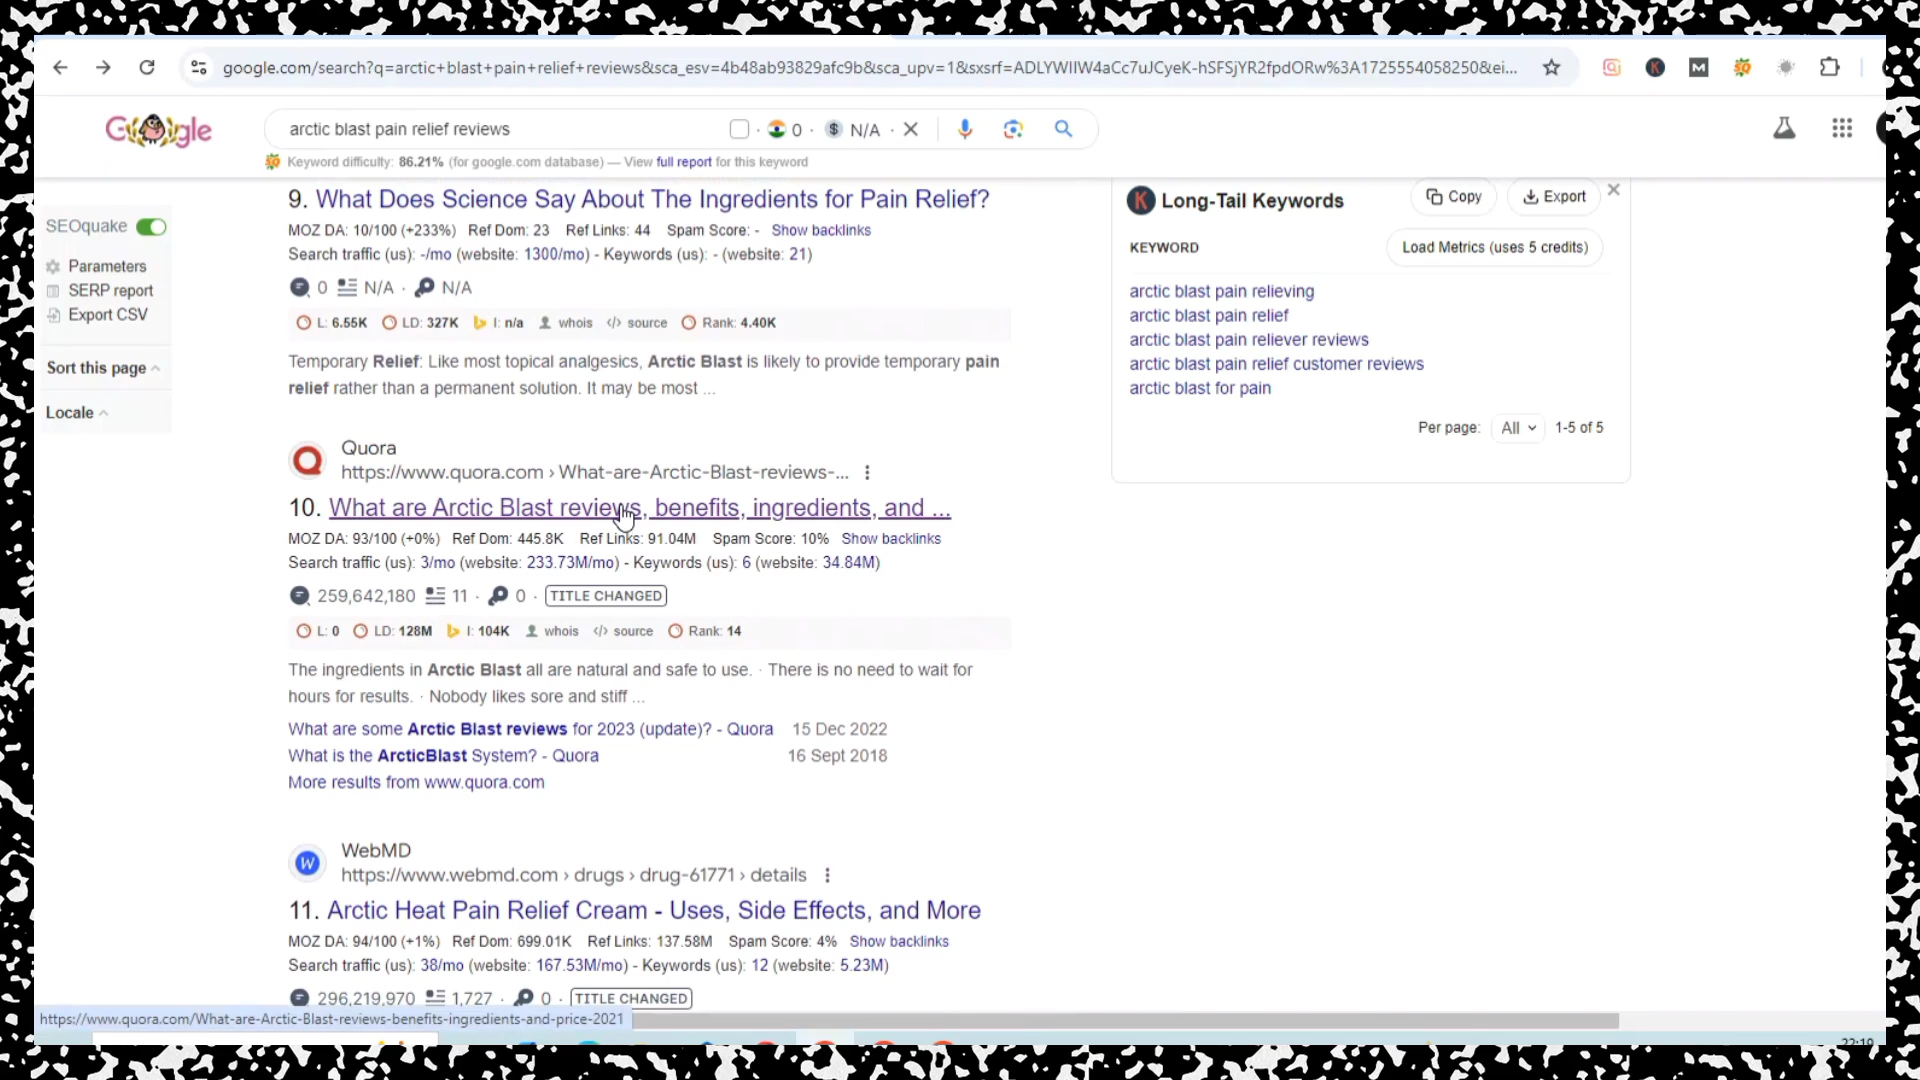 google.com/search?q=arctic+blast+pain+relief+reviews&sca_esv=4b48ab93829afc9b&sca_upv=1&sxsrf=ADLYWIIW4aCc7uJCyeK-hSFSjYR2fpdORw%3A1725554058250&ei...
Google
arctic blast pain relief reviews
0 · $ N/A ·
Keyword difficulty: 86.21% (for google.com database) — View full report for this keyword
SEOquake
Parameters
SERP report
Export CSV
Sort this page
Locale
9. What Does Science Say About The Ingredients for Pain Relief?
MOZ DA: 10/100 (+233%) Ref Dom: 23 Ref Links: 44 Spam Score: - Show backlinks
Search traffic (us): -/mo (website: 1300/mo) - Keywords (us): - (website: 21)
0 N/A · N/A
L: 6.55K LD: 327K I: n/a whois </> source Rank: 4.40K
Temporary Relief: Like most topical analgesics, Arctic Blast is likely to provide temporary pain
relief rather than a permanent solution. It may be most ...
Quora
https://www.quora.com › What-are-Arctic-Blast-reviews-...
10. What are Arctic Blast reviews, benefits, ingredients, and ...
MOZ DA: 93/100 (+0%) Ref Dom: 445.8K Ref Links: 91.04M Spam Score: 10% Show backlinks
Search traffic (us): 3/mo (website: 233.73M/mo) - Keywords (us): 6 (website: 34.84M)
259,642,180 11 · 0 · TITLE CHANGED
L: 0 LD: 128M I: 104K whois </> source Rank: 14
The ingredients in Arctic Blast all are natural and safe to use. · There is no need to wait for
hours for results. · Nobody likes sore and stiff ...
What are some Arctic Blast reviews for 2023 (update)? - Quora 15 Dec 2022
What is the ArcticBlast System? - Quora 16 Sept 2018
More results from www.quora.com
WebMD
https://www.webmd.com › drugs › drug-61771 › details
11. Arctic Heat Pain Relief Cream - Uses, Side Effects, and More
MOZ DA: 94/100 (+1%) Ref Dom: 699.01K Ref Links: 137.58M Spam Score: 4% Show backlinks
Search traffic (us): 38/mo (website: 167.53M/mo) - Keywords (us): 12 (website: 5.23M)
296,219,970 1,727 · 0 · TITLE CHANGED
https://www.quora.com/What-are-Arctic-Blast-reviews-benefits-ingredients-and-price-2021
Long-Tail Keywords
Copy
Export
KEYWORD
Load Metrics (uses 5 credits)
arctic blast pain relieving
arctic blast pain relief
arctic blast pain reliever reviews
arctic blast pain relief customer reviews
arctic blast for pain
Per page: All 1-5 of 5